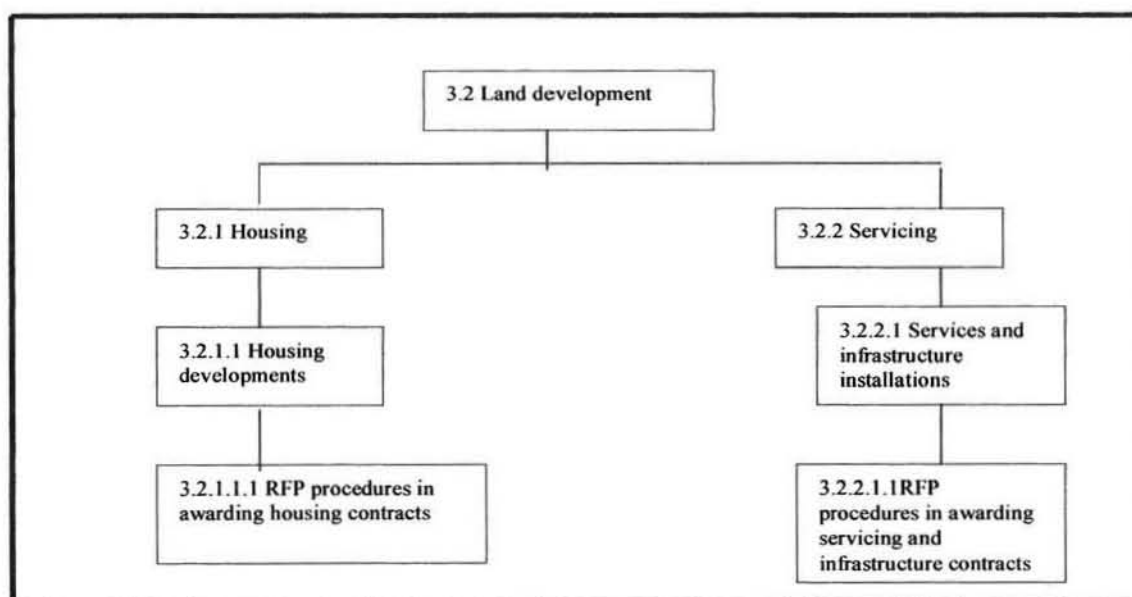 3.2 Land development
3.2.1 Housing
3.2.2 Servicing
3.2.1.1 Housing
developments
3.2.2.1 Services and
infrastructure
installations
3.2.1.1.1 RFP procedures in
awarding housing contracts
3.2.2.1.1RFP
procedures in awarding
servicing and
infrastructure contracts